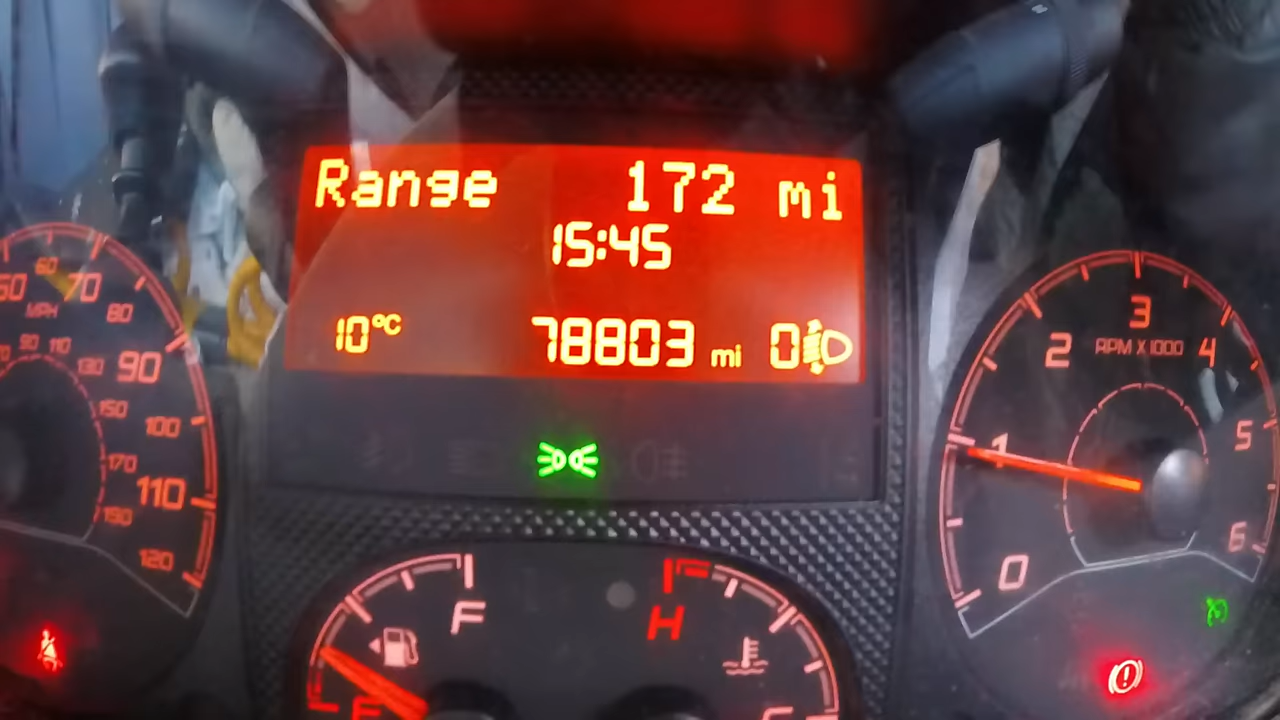 Range 172 mi
15:45
10°C 78803 mi 0
60 70
MPH 80
90 110
130 90
150 100
170
110
190
120
3
2 RPM X 1000 4
1 5
0 6
F H
E